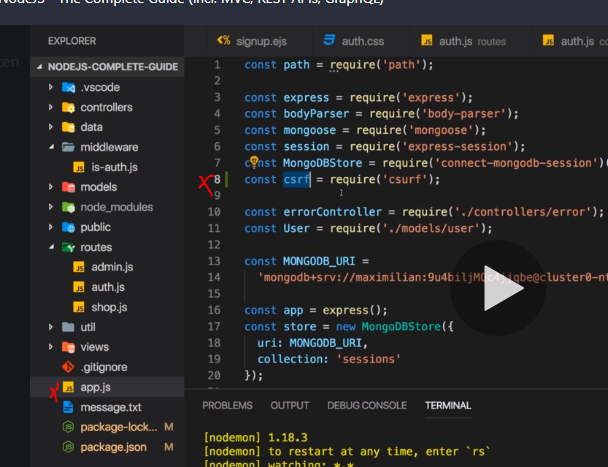 NodeJS - The Complete Guide (incl. MVC, REST APIs, GraphQL)
EXPLORER
NODEJS-COMPLETE-GUIDE
.vscode
controllers
data
middleware
is-auth.js
models
node_modules
public
routes
admin.js
auth.js
shop.js
util
views
.gitignore
app.js
message.txt
package-lock... M
package.json M
signup.ejs
auth.css
auth.js routes
auth.js co
1 const path = require('path');
2
3 const express = require('express');
4 const bodyParser = require('body-parser');
5 const mongoose = require('mongoose');
6 const session = require('express-session');
7 const MongoDBStore = require('connect-mongodb-session')(
8 const csrf = require('csurf');
9
10 const errorController = require('./controllers/error');
11 const User = require('./models/user');
12
13 const MONGODB_URI =
14 'mongodb+srv://maximilian:
15
16 const app = express();
17 const store = new MongoDBStore({
18 uri: MONGODB_URI,
19 collection: 'sessions'
20 });
PROBLEMS OUTPUT DEBUG CONSOLE TERMINAL
[nodemon] 1.18.3
[nodemon] to restart at any time, enter `rs`
[nodemon] watching: *.*